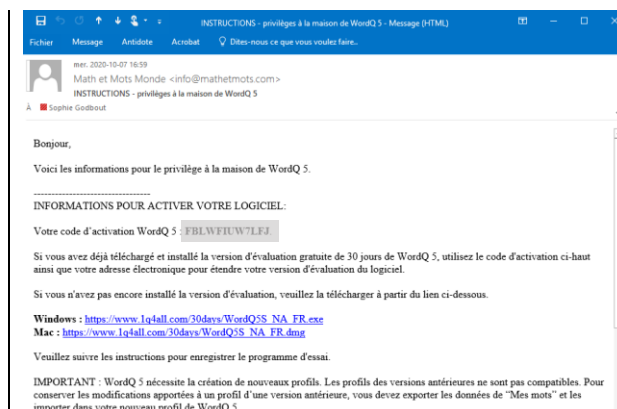 INSTRUCTIONS - privilèges à la maison de WordQ 5 - Message (HTML)
Fichier Message Antidote Acrobat Dites-nous ce que vous voulez faire..
mer. 2020-10-07 16:59
Math et Mots Monde <info@mathetmots.com>
INSTRUCTIONS - privilèges à la maison de WordQ 5
À Sophie Godbout
Bonjour,
Voici les informations pour le privilège à la maison de WordQ 5.
--------------------------------
INFORMATIONS POUR ACTIVER VOTRE LOGICIEL:
Votre code d'activation WordQ 5 : FBLWFIUW7LFJ.
Si vous avez déjà téléchargé et installé la version d'évaluation gratuite de 30 jours de WordQ 5, utilisez le code d'activation ci-haut
ainsi que votre adresse électronique pour étendre votre version d'évaluation du logiciel.
Si vous n'avez pas encore installé la version d'évaluation, veuillez la télécharger à partir du lien ci-dessous.
Windows : https://www.1q4all.com/30days/WordQ5S_NA_FR.exe
Mac : https://www.1q4all.com/30days/WordQ5S_NA_FR.dmg
Veuillez suivre les instructions pour enregistrer le programme d'essai.
IMPORTANT : WordQ 5 nécessite la création de nouveaux profils. Les profils des versions antérieures ne sont pas compatibles. Pour
conserver les modifications apportées à un profil d'une version antérieure, vous devez exporter les données de "Mes mots" et les
importer dans votre nouveau profil de WordQ 5.